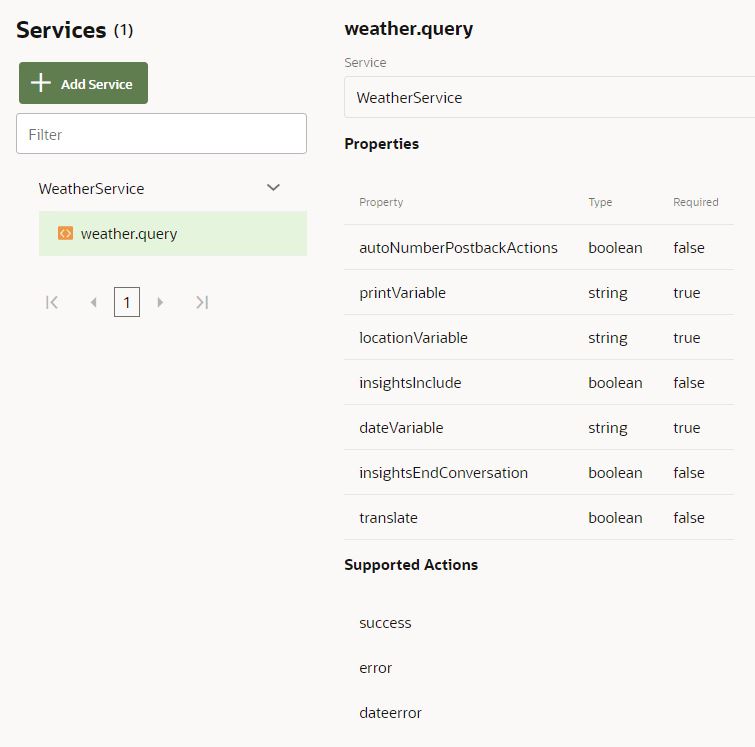 Services (1)
Add Service
Filter
WeatherService
weather.query
1
weather.query
Service
WeatherService
Properties
Property Type Required
autoNumberPostbackActions boolean false
printVariable string true
locationVariable string true
insightsInclude boolean false
dateVariable string true
insightsEndConversation boolean false
translate boolean false
Supported Actions
success
error
dateerror